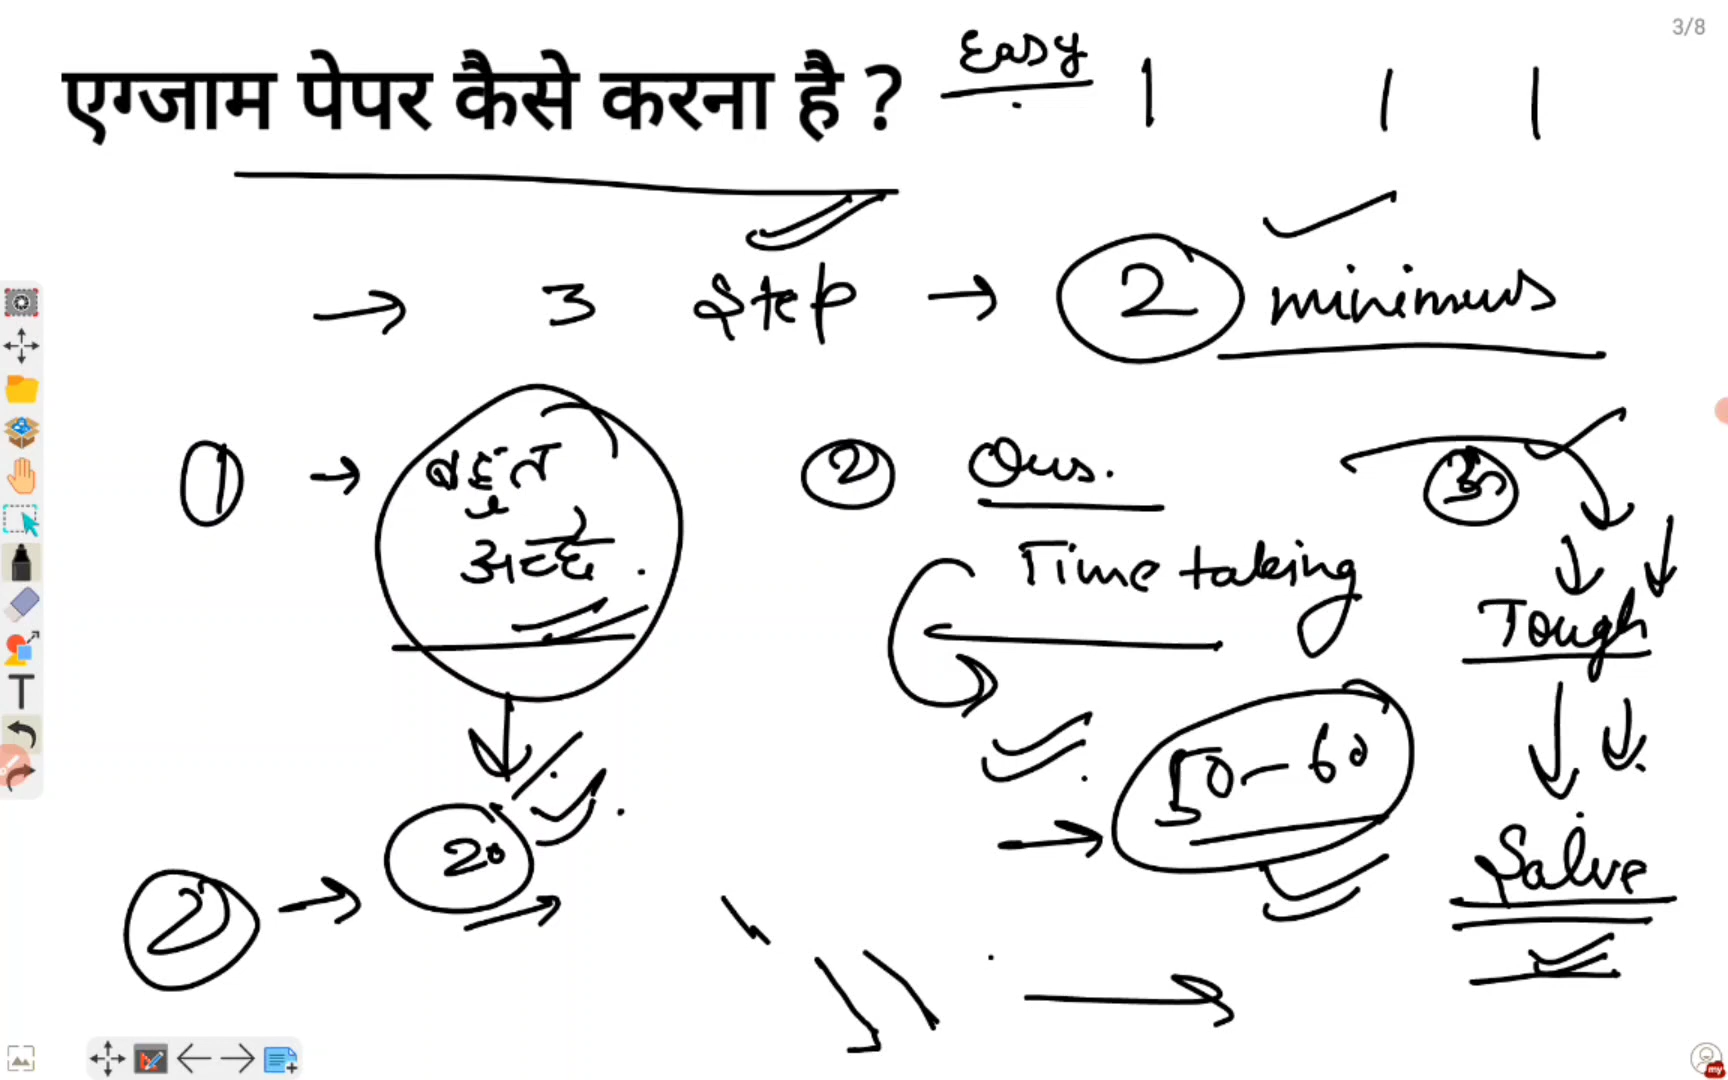 3/8
एग्जाम पेपर कैसे करना है ? Easy
→ 3 Step → 2 minimum
1 → बहुत अच्छे
2 Ques. Time taking
3 Tough
Solve
50-60
2 → 20